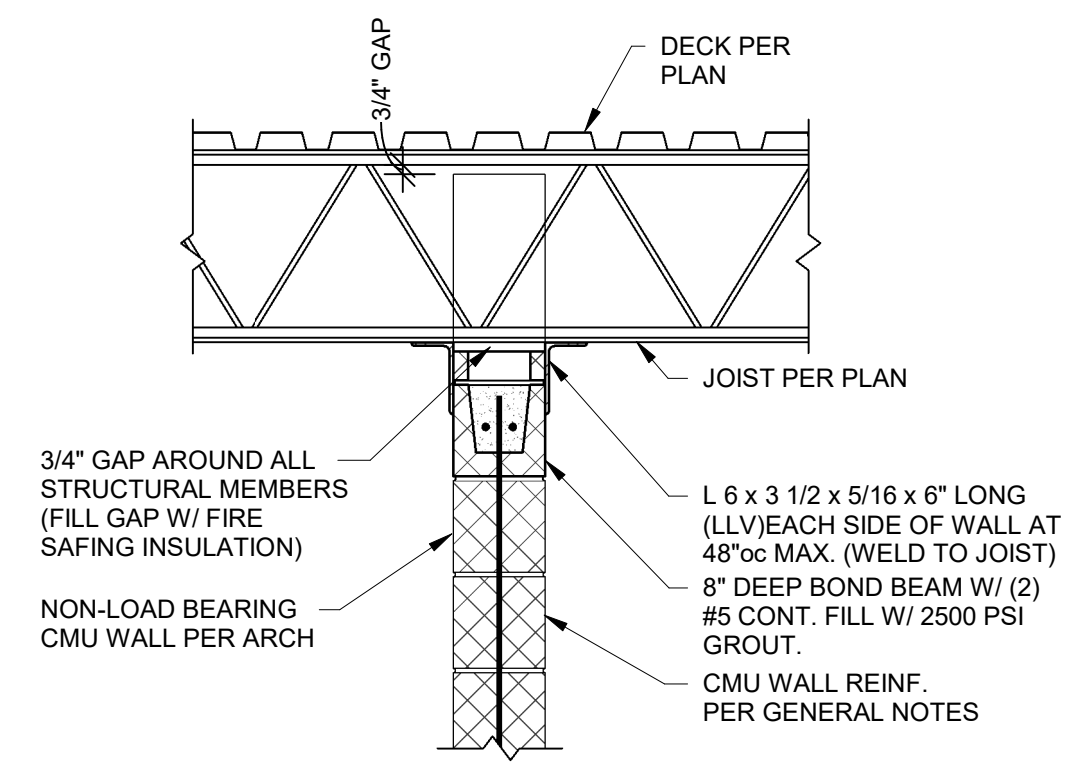 3/4" GAP
DECK PER
PLAN
JOIST PER PLAN
3/4" GAP AROUND ALL
STRUCTURAL MEMBERS
(FILL GAP W/ FIRE
SAFING INSULATION)
L 6 x 3 1/2 x 5/16 x 6" LONG
(LLV)EACH SIDE OF WALL AT
48"oc MAX. (WELD TO JOIST)
8" DEEP BOND BEAM W/ (2)
#5 CONT. FILL W/ 2500 PSI
GROUT.
NON-LOAD BEARING
CMU WALL PER ARCH
CMU WALL REINF.
PER GENERAL NOTES